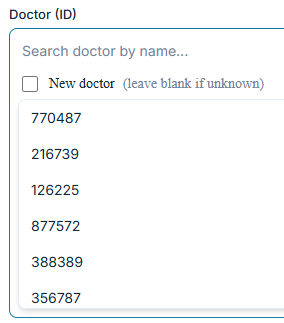 Doctor (ID)
Search doctor by name...
New doctor (leave blank if unknown)
770487
216739
126225
877572
388389
356787